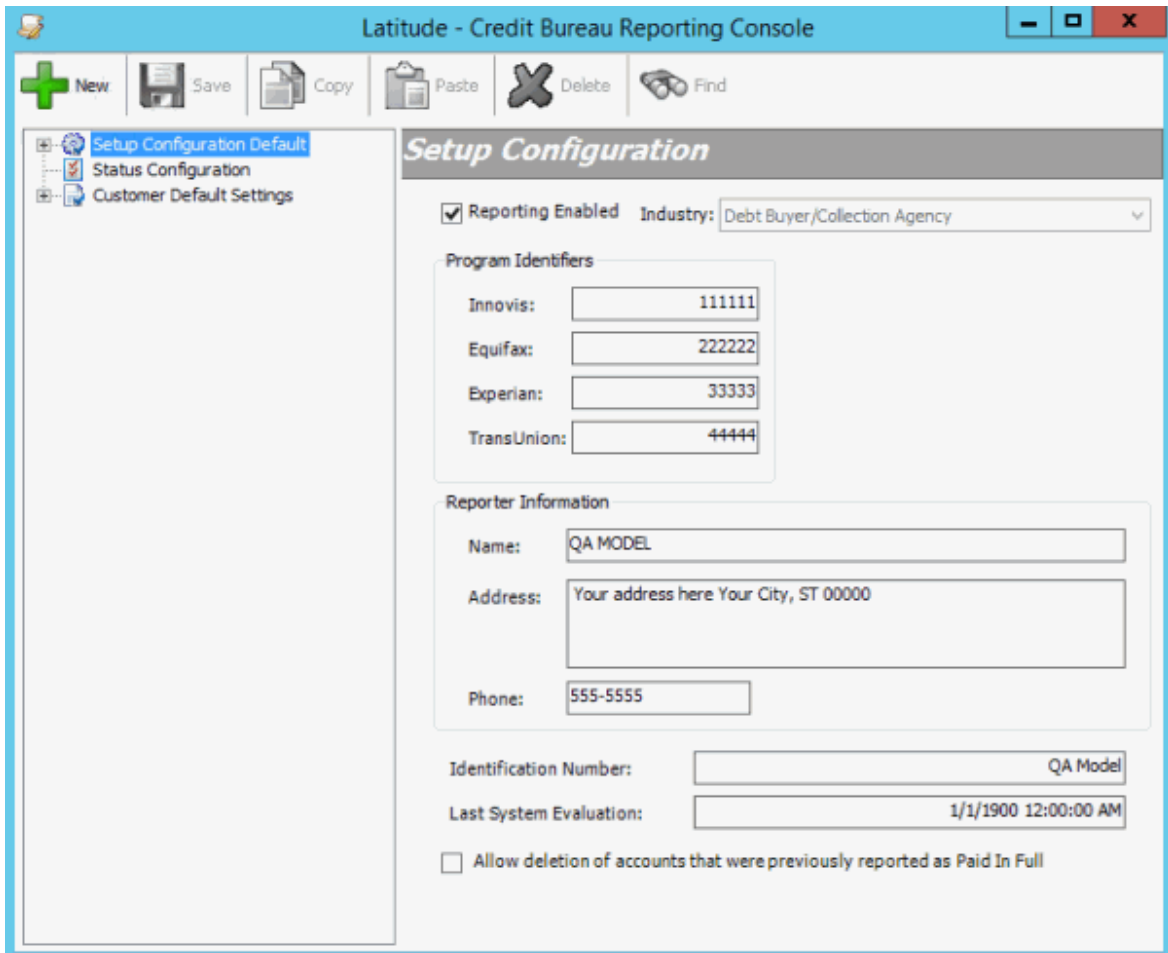 Latitude - Credit Bureau Reporting Console
New Save Copy Paste Delete Find
Setup Configuration Default
Status Configuration
Customer Default Settings
Setup Configuration
Reporting Enabled Industry: Debt Buyer/Collection Agency
Program Identifiers
Innovis: 111111
Equifax: 222222
Experian: 33333
TransUnion: 44444
Reporter Information
Name: QA MODEL
Address: Your address here Your City, ST 00000
Phone: 555-5555
Identification Number: QA Model
Last System Evaluation: 1/1/1900 12:00:00 AM
Allow deletion of accounts that were previously reported as Paid In Full